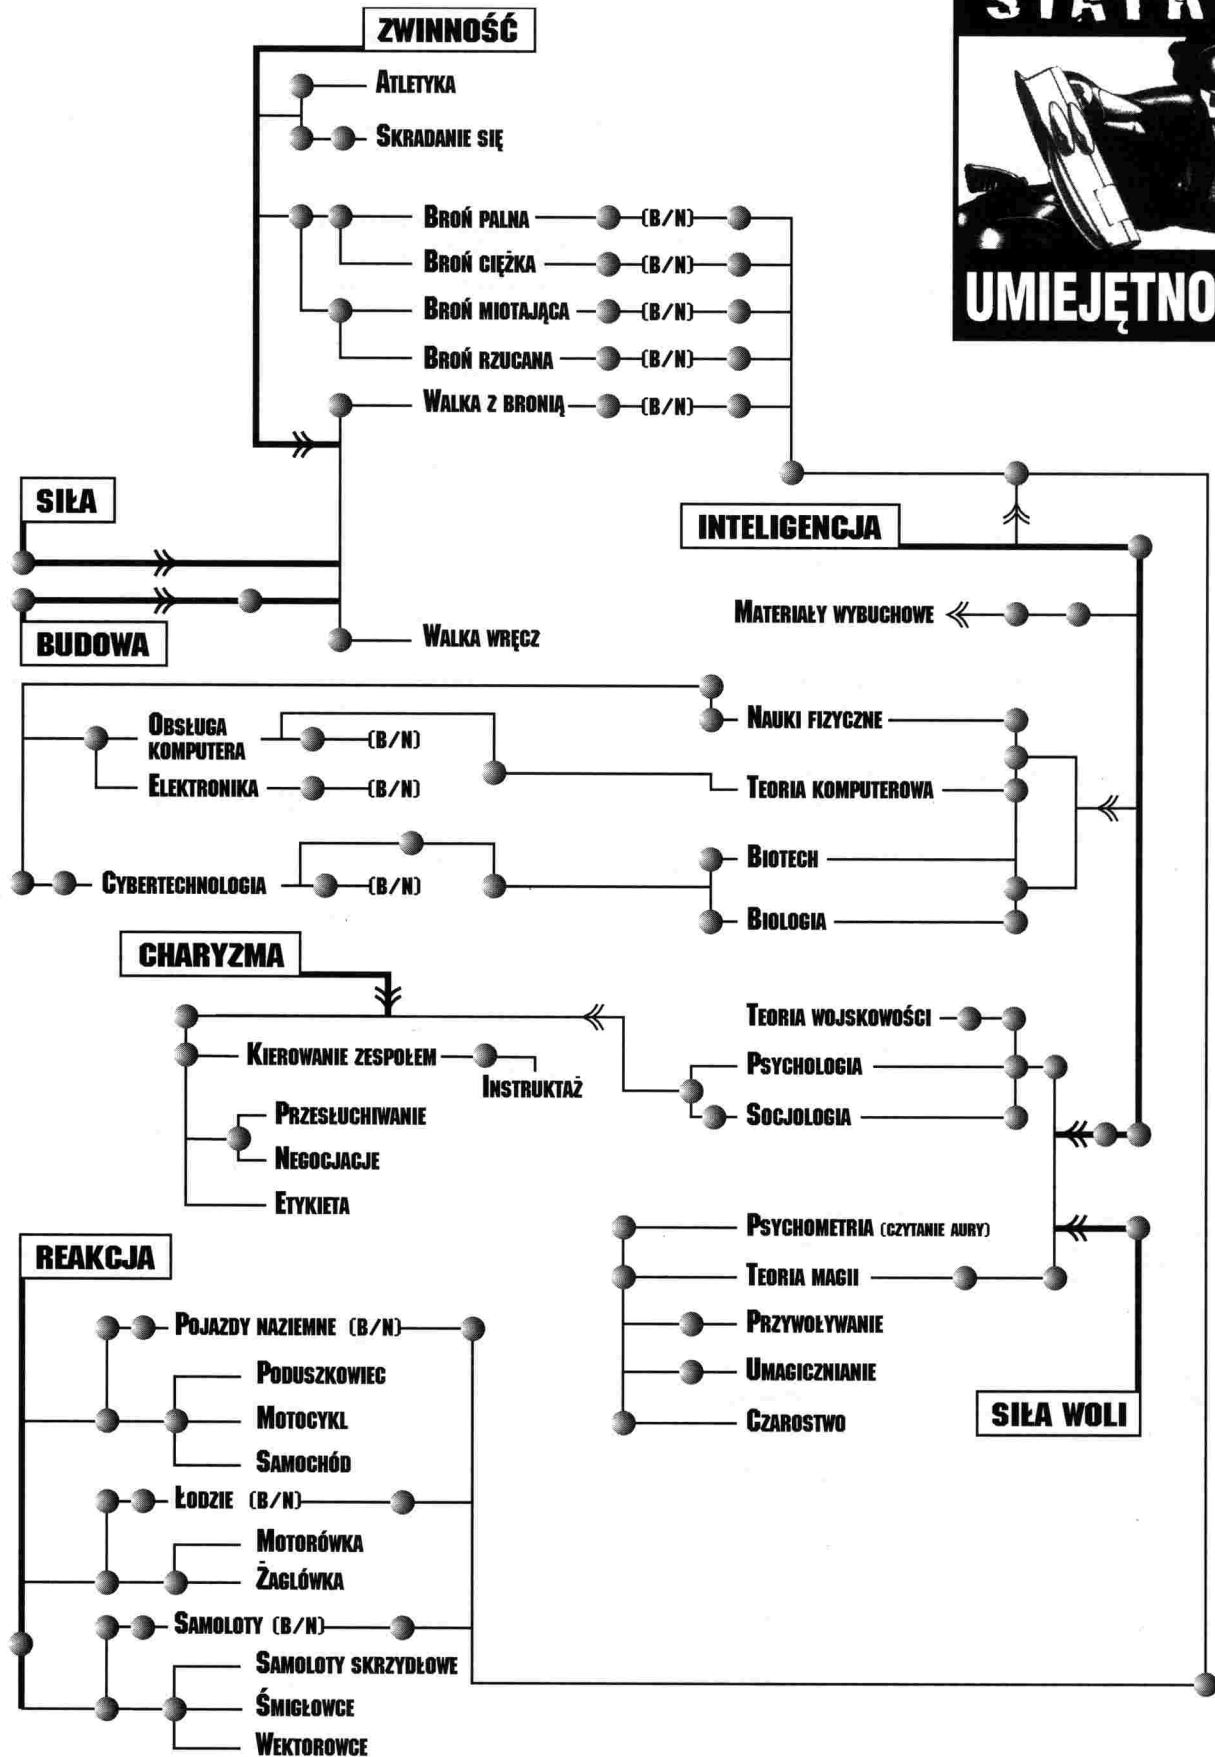 ZWINNOŚĆ
ATLETYKA
SKRADANIE SIĘ
BROŃ PALNA (B/N)
BROŃ CIĘŻKA (B/N)
BROŃ MIOTAJĄCA (B/N)
BROŃ RZUCANA (B/N)
WALKA Z BRONIĄ (B/N)
UMIEJĘTNO
SIŁA
INTELIGENCJA
MATERIAŁY WYBUCHOWE
BUDOWA
WALKA WRĘCZ
NAUKI FIZYCZNE
OBSŁUGA
KOMPUTERA (B/N)
ELEKTRONIKA (B/N)
TEORIA KOMPUTEROWA
BIOTECH
CYBERTECHNOLOGIA (B/N)
BIOLOGIA
CHARYZMA
TEORIA WOJSKOWOŚCI
KIEROWANIE ZESPOŁEM
PSYCHOLOGIA
INSTRUKTAŻ
PRZESŁUCHIWANIE
SOCJOLOGIA
NEGOCJACJE
ETYKIETA
PSYCHOMETRIA (CZYTANIE AURY)
REAKCJA
TEORIA MAGII
POJAZDY NAZIEMNE (B/N)
PRZYWOŁYWANIE
PODUSZKOWIEC
UMAGICZNIANIE
MOTOCYKL
CZAROSTWO
SIŁA WOLI
SAMOCHÓD
ŁODZIE (B/N)
MOTORÓWKA
ŻAGLÓWKA
SAMOLOTY (B/N)
SAMOLOTY SKRZYDŁOWE
ŚMIGŁOWCE
WEKTOROWCE